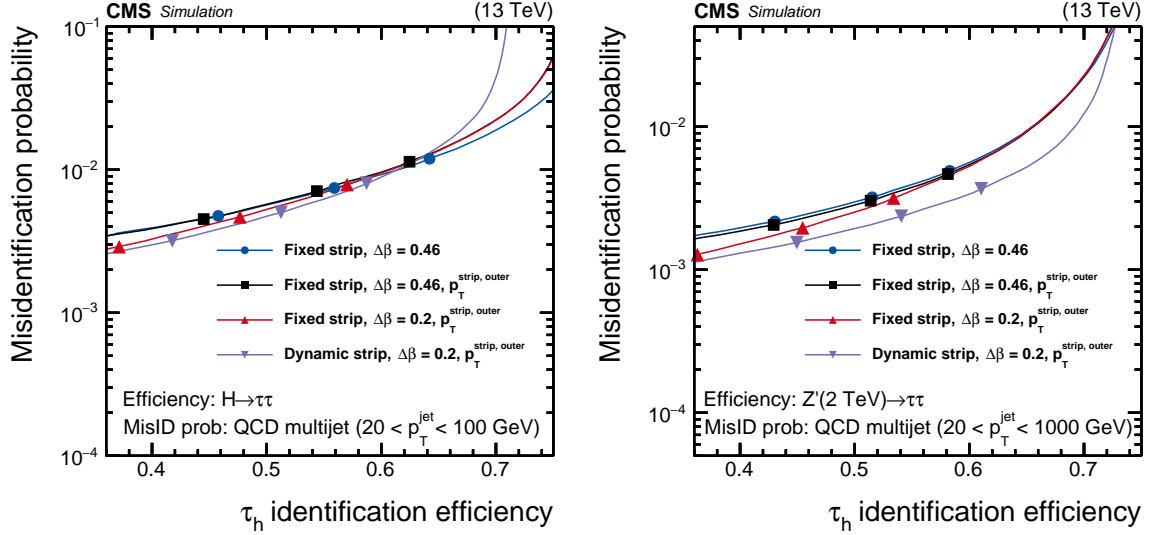 CMS Simulation (13 TeV)
Misidentification probability
10⁻¹
10⁻²
10⁻³
10⁻⁴
Fixed strip, Δβ = 0.46
Fixed strip, Δβ = 0.46, p_T^strip, outer
Fixed strip, Δβ = 0.2, p_T^strip, outer
Dynamic strip, Δβ = 0.2, p_T^strip, outer
Efficiency: H→ττ
MisID prob: QCD multijet (20 < p_T^jet < 100 GeV)
0.4 0.5 0.6 0.7
τ_h identification efficiency
CMS Simulation (13 TeV)
Misidentification probability
10⁻²
10⁻³
10⁻⁴
Fixed strip, Δβ = 0.46
Fixed strip, Δβ = 0.46, p_T^strip, outer
Fixed strip, Δβ = 0.2, p_T^strip, outer
Dynamic strip, Δβ = 0.2, p_T^strip, outer
Efficiency: Z'(2 TeV)→ττ
MisID prob: QCD multijet (20 < p_T^jet < 1000 GeV)
0.4 0.5 0.6 0.7
τ_h identification efficiency